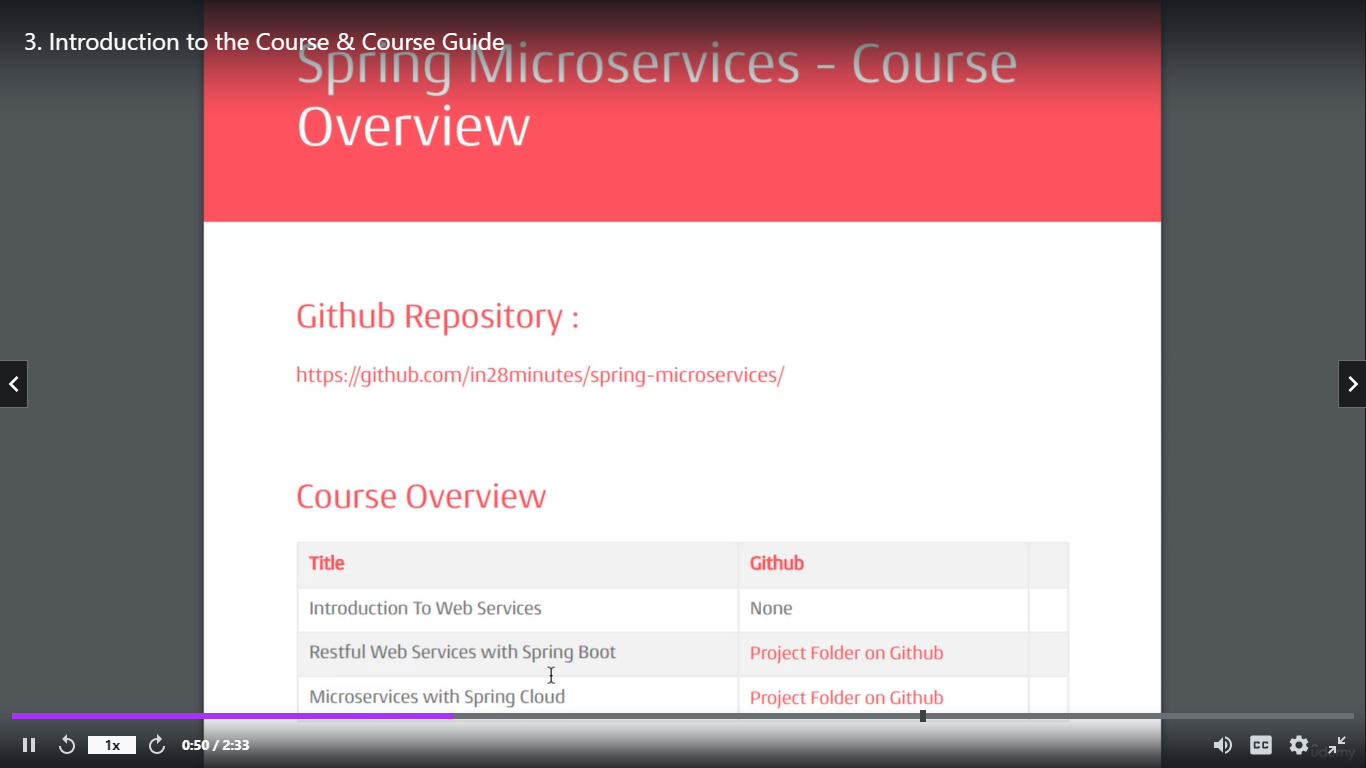 3. Introduction to the Course & Course Guide
Spring Microservices - Course
Overview
Github Repository :
https://github.com/in28minutes/spring-microservices/
Course Overview
Title Github
Introduction To Web Services None
Restful Web Services with Spring Boot Project Folder on Github
Microservices with Spring Cloud Project Folder on Github
1x 0:50 / 2:33 CC
ûdemy